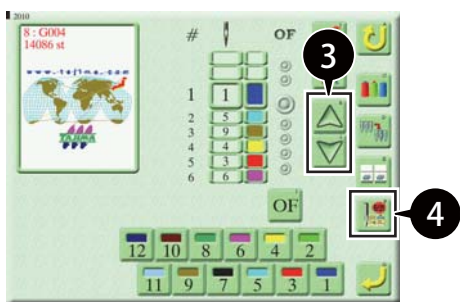 2010
8 : G004
14086 st
www.tajima.com
TAJIMA
# OF
3
1 1
2 5
3 9
4 4
5 3
6 6
OF
4
12 10 8 6 4 2
11 9 7 5 3 1